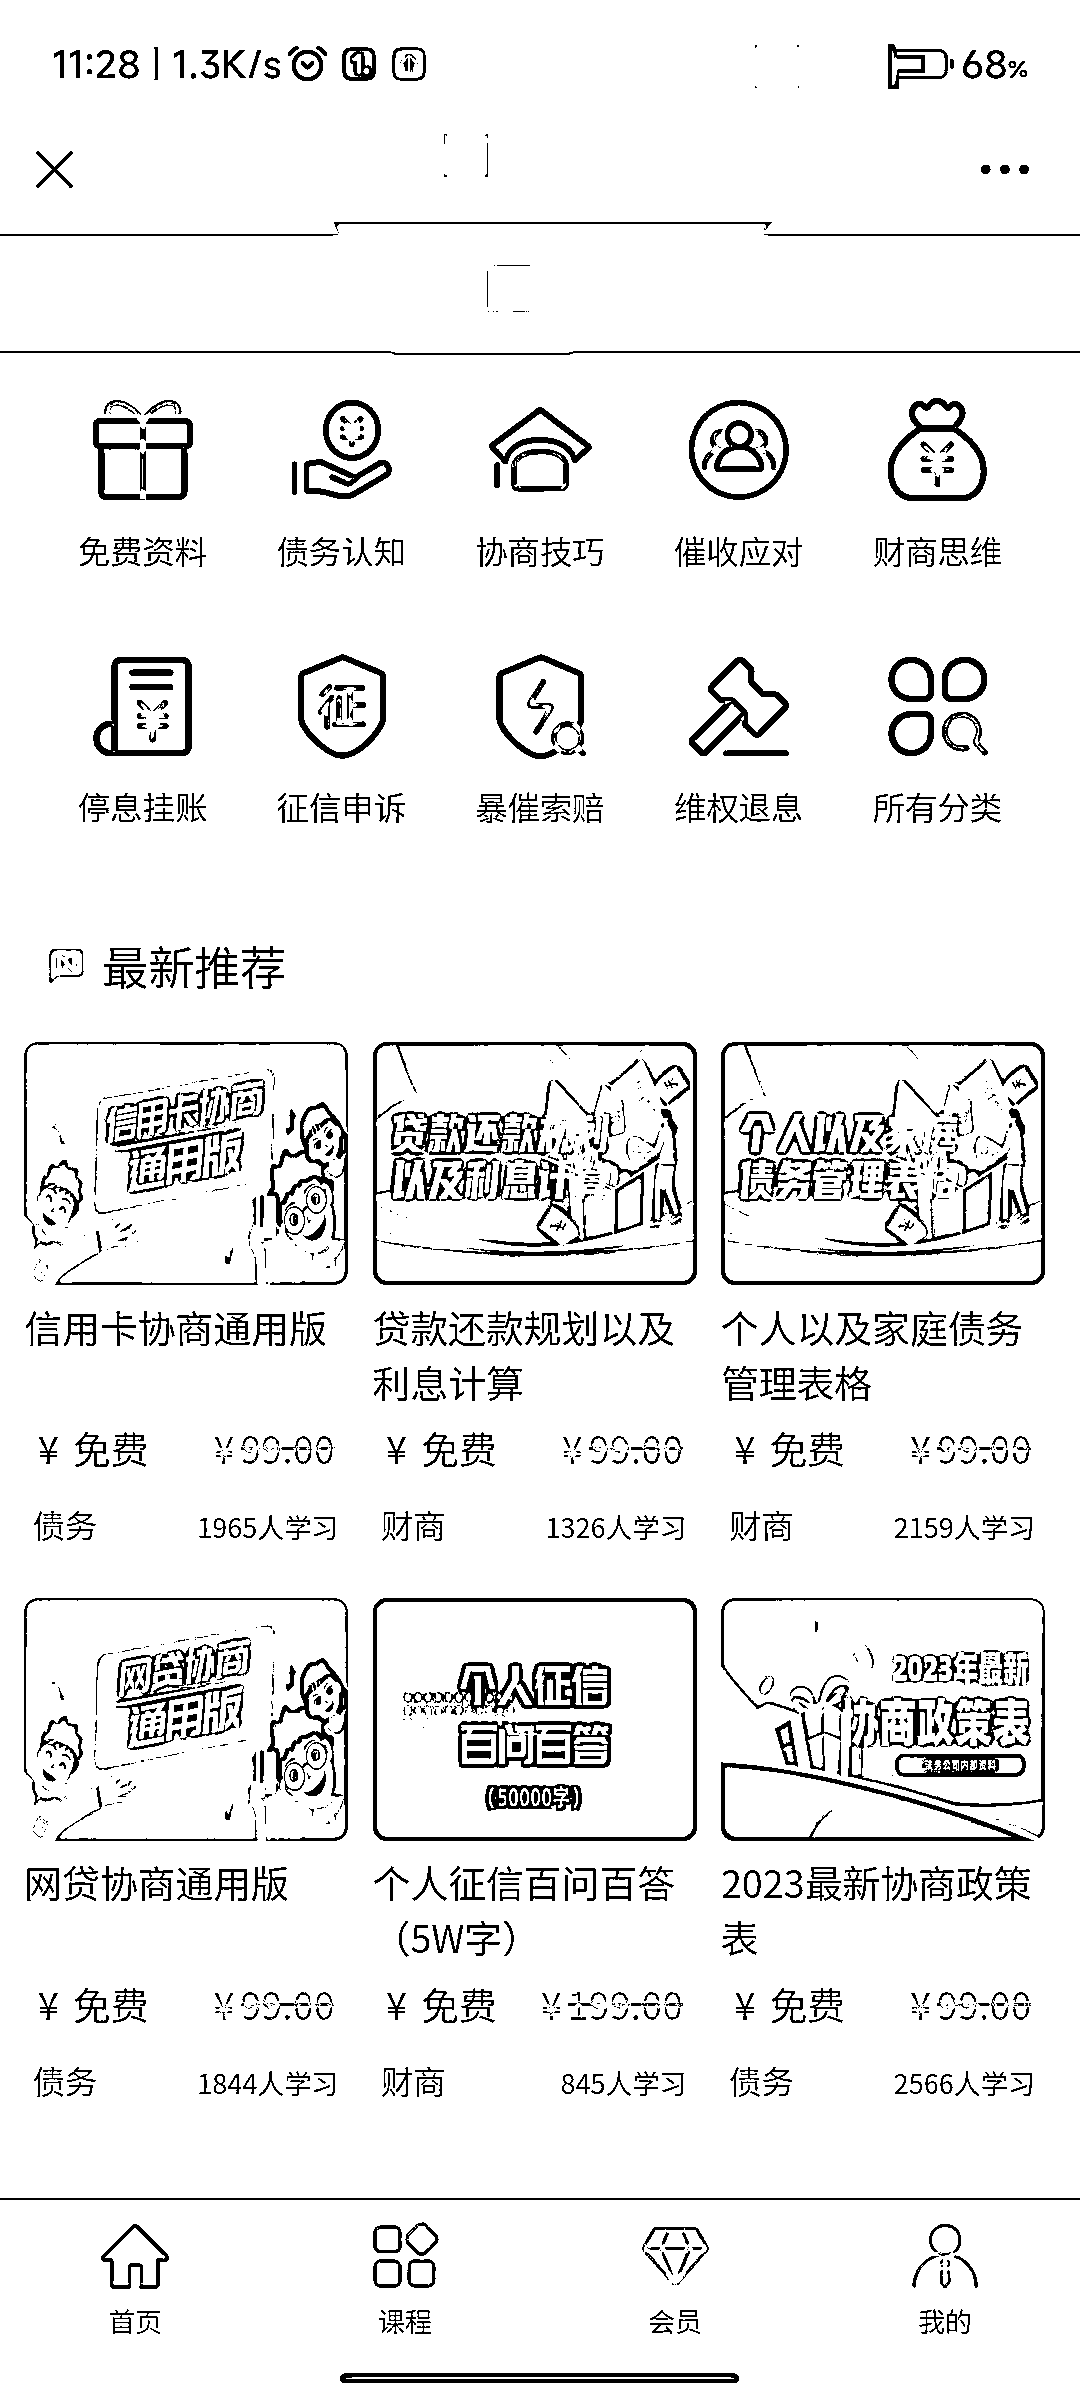 11:28 | 1.3K/s 68%
免费资料 债务认知 协商技巧 催收应对 财商思维
征
停息挂账 征信申诉 暴催索赔 维权退息 所有分类
最新推荐
信用卡协商
通用版
贷款还款规划
以及利息计算
个人以及家庭
债务管理表格
信用卡协商通用版
贷款还款规划以及
利息计算
个人以及家庭债务
管理表格
¥ 免费 ¥99.00 ¥ 免费 ¥99.00 ¥ 免费 ¥99.00
债务 1965人学习 财商 1326人学习 财商 2159人学习
网贷协商
通用版
个人征信
百问百答
(50000字)
2023年最新
协商政策表
债务公司内部资料
网贷协商通用版
个人征信百问百答
（5W字）
2023最新协商政策
表
¥ 免费 ¥99.00 ¥ 免费 ¥199.00 ¥ 免费 ¥99.00
债务 1844人学习 财商 845人学习 债务 2566人学习
首页 课程 会员 我的